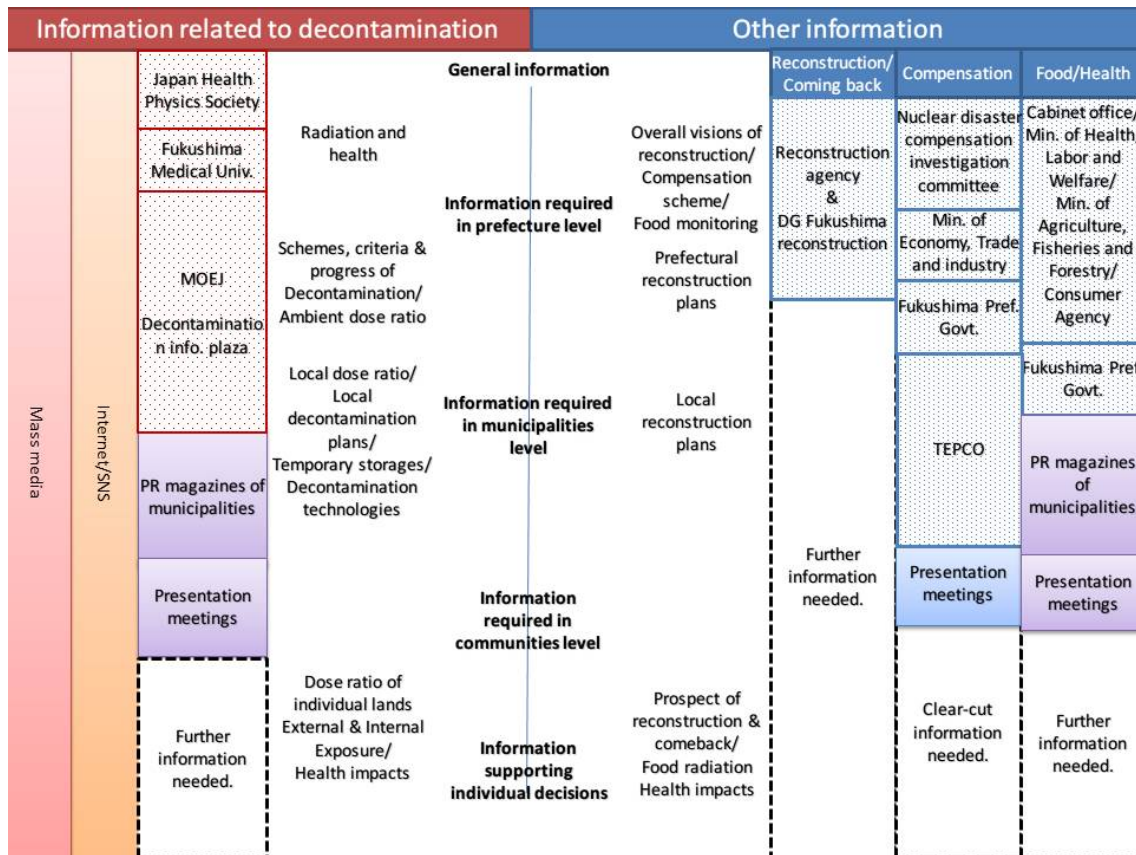 Information related to decontamination
Other information
Mass media
Internet/SNS
Japan Health
Physics Society
Fukushima
Medical Univ.
MOEJ
Decontaminatio
n info. plaza
PR magazines of
municipalities
Presentation
meetings
Further
information
needed.
Radiation and
health
Schemes, criteria &
progress of
Decontamination/
Ambient dose ratio
Local dose ratio/
Local
decontamination
plans/
Temporary storages/
Decontamination
technologies
Dose ratio of
individual lands
External & Internal
Exposure/
Health impacts
General information
Information required
in prefecture level
Information required
in municipalities
level
Information
required in
communities level
Information
supporting
individual decisions
Overall visions of
reconstruction/
Compensation
scheme/
Food monitoring
Prefectural
reconstruction
plans
Local
reconstruction
plans
Prospect of
reconstruction &
comeback/
Food radiation
Health impacts
Reconstruction/
Coming back
Reconstruction
agency
&
DG Fukushima
reconstruction
Further
information
needed.
Compensation
Nuclear disaster
compensation
investigation
committee
Min. of
Economy, Trade
and industry
Fukushima Pref.
Govt.
TEPCO
Presentation
meetings
Clear-cut
information
needed.
Food/Health
Cabinet office/
Min. of Health,
Labor and
Welfare/
Min. of
Agriculture,
Fisheries and
Forestry/
Consumer
Agency
Fukushima Pref.
Govt.
PR magazines
of
municipalities
Presentation
meetings
Further
information
needed.